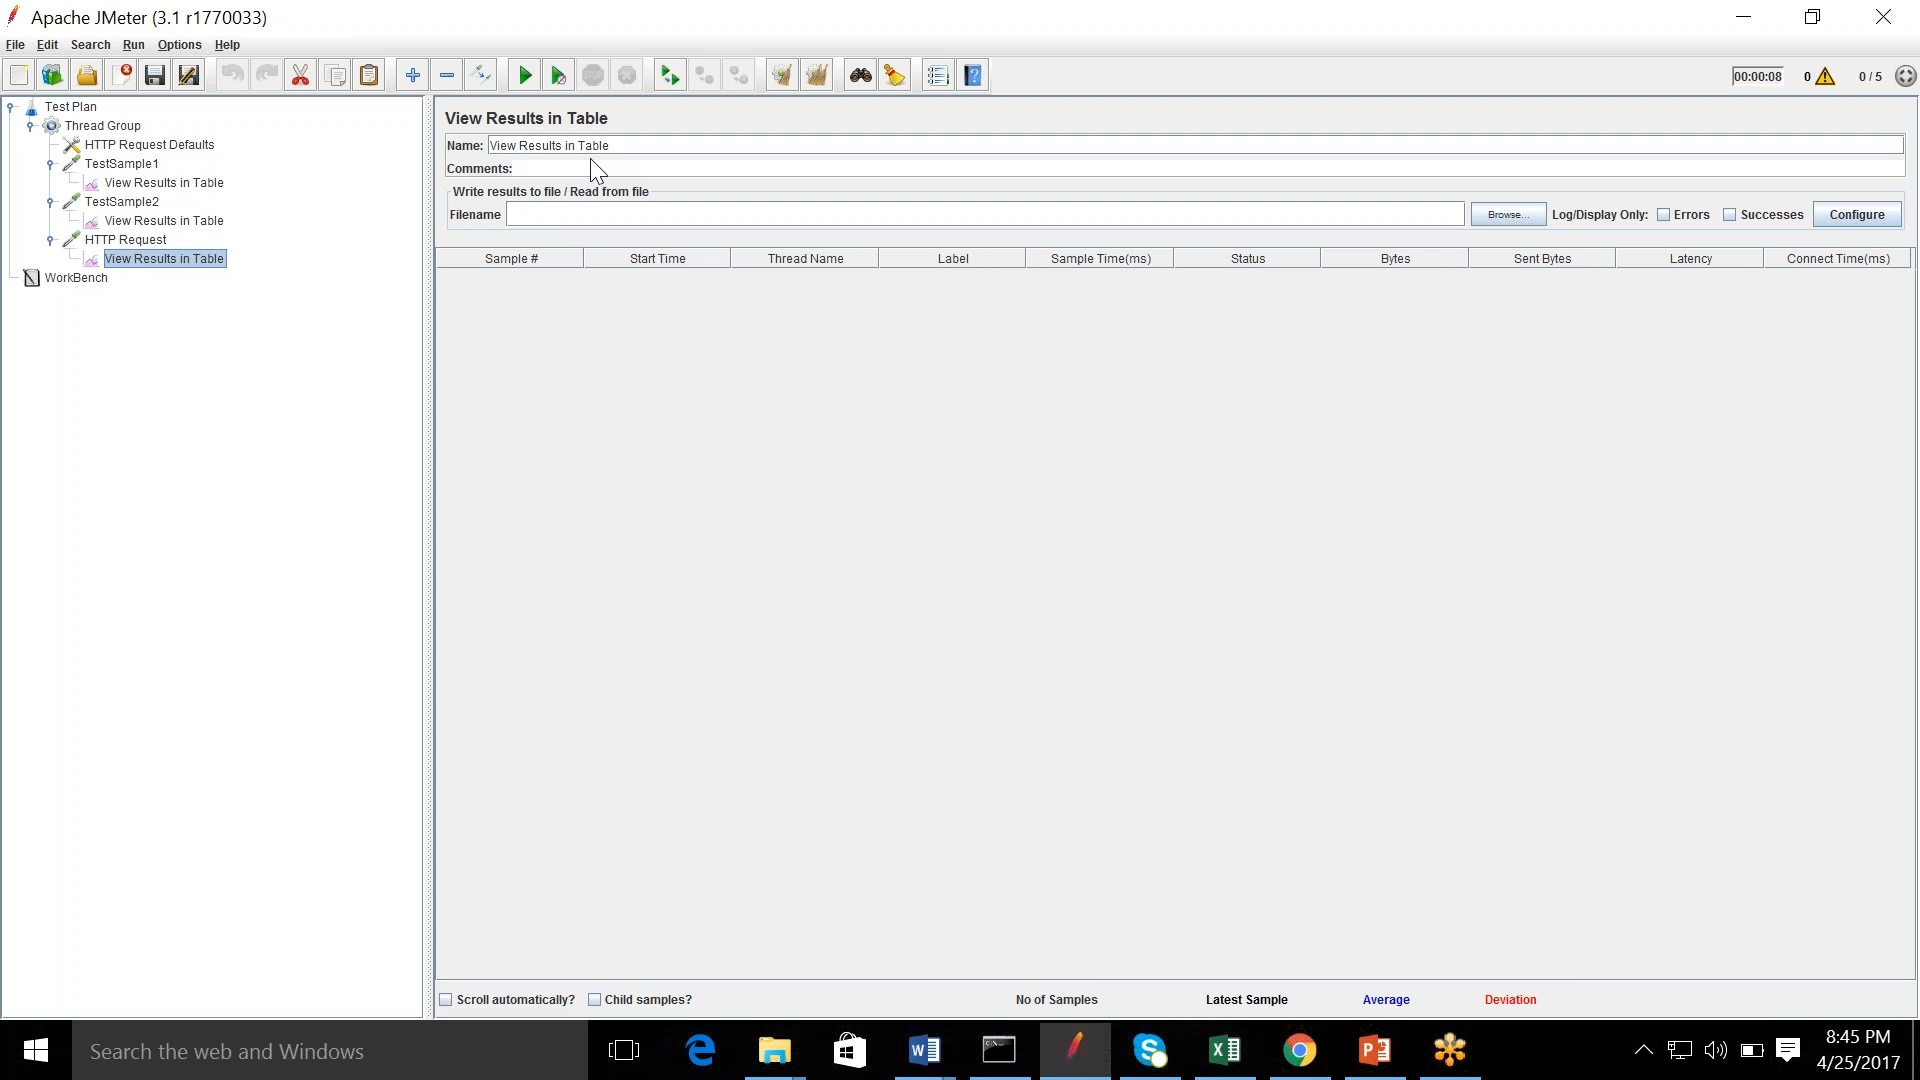 Apache JMeter (3.1 r1770033)
File Edit Search Run Options Help
STOP
00:00:08 0 0 / 5
Test Plan
Thread Group
HTTP Request Defaults
TestSample1
View Results in Table
TestSample2
View Results in Table
HTTP Request
View Results in Table
WorkBench
View Results in Table
Name: View Results in Table
Comments:
Write results to file / Read from file
Filename Browse... Log/Display Only: Errors Successes Configure
Sample # Start Time Thread Name Label Sample Time(ms) Status Bytes Sent Bytes Latency Connect Time(ms)
Scroll automatically? Child samples? No of Samples Latest Sample Average Deviation
Search the web and Windows
8:45 PM
4/25/2017